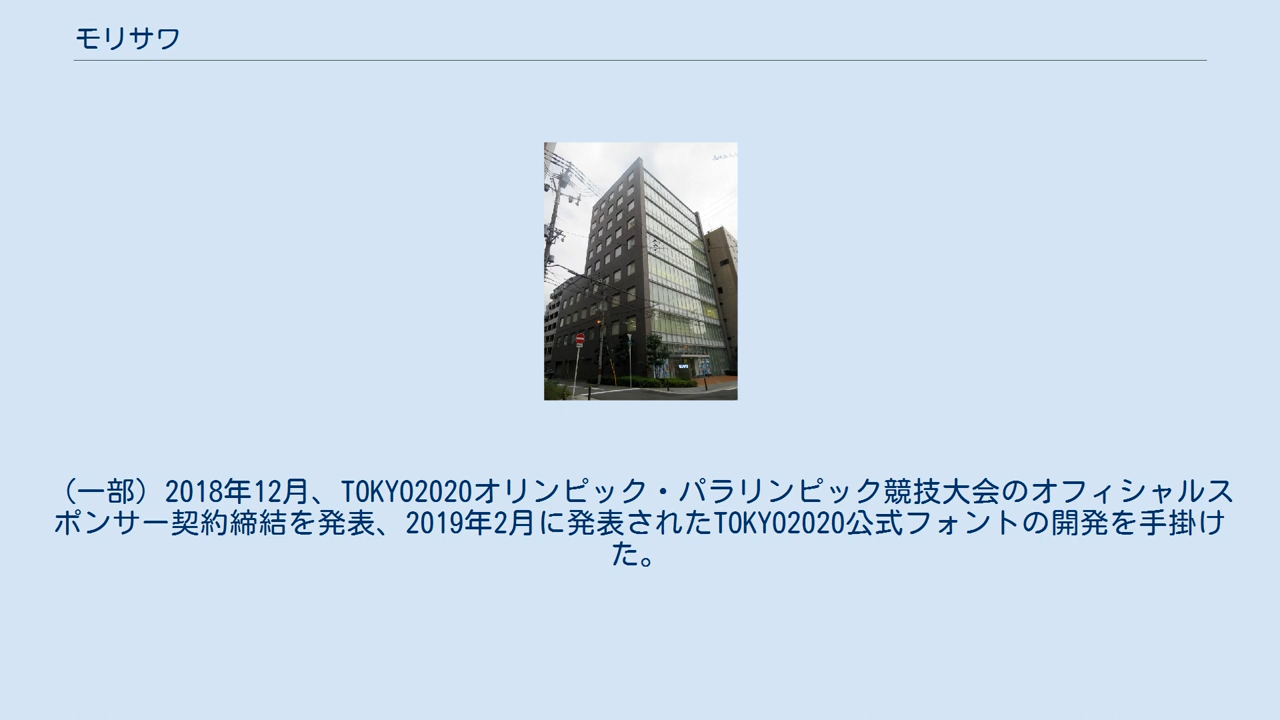 モリサワ
（一部）2018年12月、TOKYO2020オリンピック・パラリンピック競技大会のオフィシャルス
ポンサー契約締結を発表、2019年2月に発表されたTOKYO2020公式フォントの開発を手掛け
た。